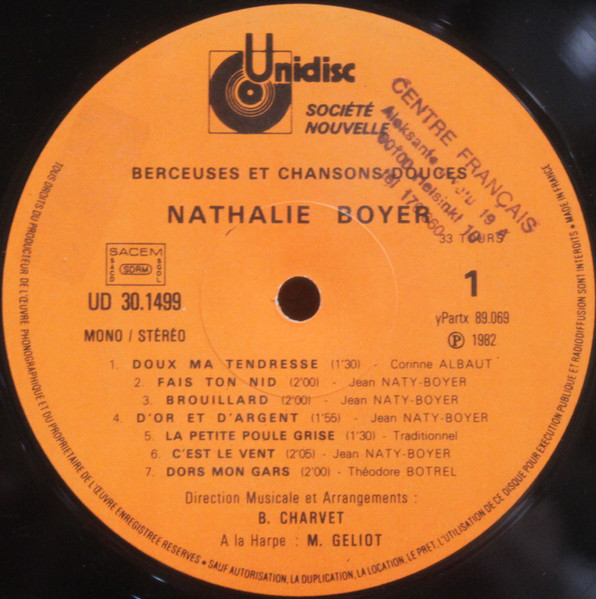 Unidisc
SOCIÉTÉ
NOUVELLE
BERCEUSES ET CHANSONS DOUCES
NATHALIE BOYER
33 TOURS
CENTRE FRANÇAIS
00100 Helsinki 10
SACEM
SACD SDRM SGDL
UD 30.1499
MONO / STÉRÉO
1
yPartx 89.069
Ⓟ 1982
1. DOUX MA TENDRESSE (1'30) - Corinne ALBAUT
2. FAIS TON NID (2'00) - Jean NATY-BOYER
3. BROUILLARD (2'00) - Jean NATY-BOYER
4. D'OR ET D'ARGENT (1'55) - Jean NATY-BOYER
5. LA PETITE POULE GRISE (1'30) - Traditionnel
6. C'EST LE VENT (2'05) - Jean NATY-BOYER
7. DORS MON GARS (2'00) - Théodore BOTREL
Direction Musicale et Arrangements :
B. CHARVET
A la Harpe : M. GELIOT
TOUS DROITS DU PRODUCTEUR DE L'ŒUVRE PHONOGRAPHIQUE ET DU PROPRIETAIRE DE L'ŒUVRE ENREGISTREE RESERVES • SAUF AUTORISATION, LA DUPLICATION, LA LOCATION, LE PRET, L'UTILISATION DE CE DISQUE POUR EXECUTION PUBLIQUE ET RADIODIFFUSION SONT INTERDITS • MADE IN FRANCE